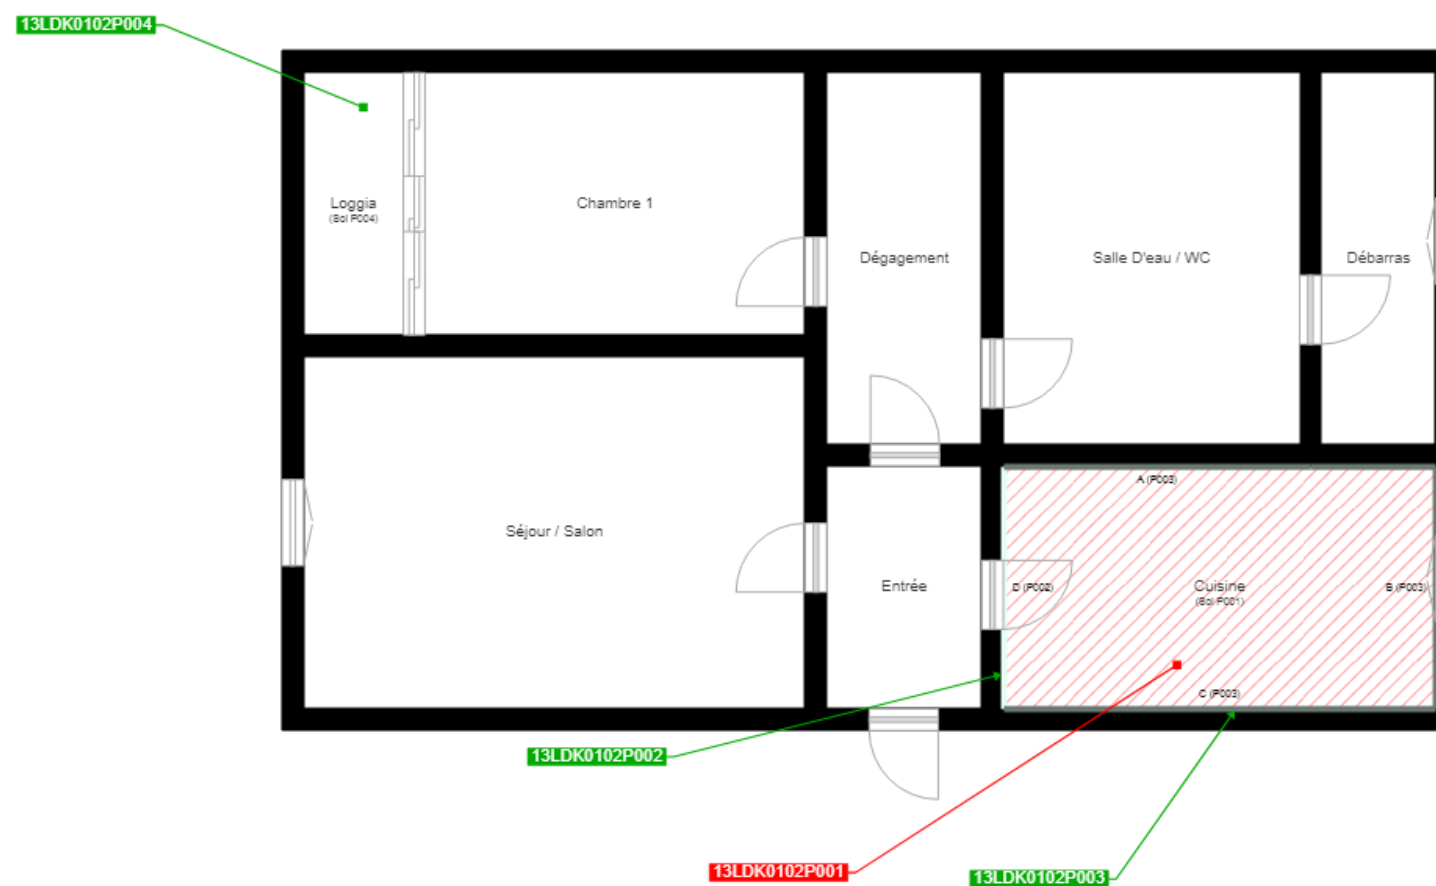 13LDK0102P004
Loggia
(Sol P004)
Chambre 1
Dégagement
Salle D'eau / WC
Débarras
A (P003)
Séjour / Salon
Entrée
D (P002)
Cuisine
(Sol P001)
B (P003)
C (P003)
13LDK0102P002
13LDK0102P001
13LDK0102P003